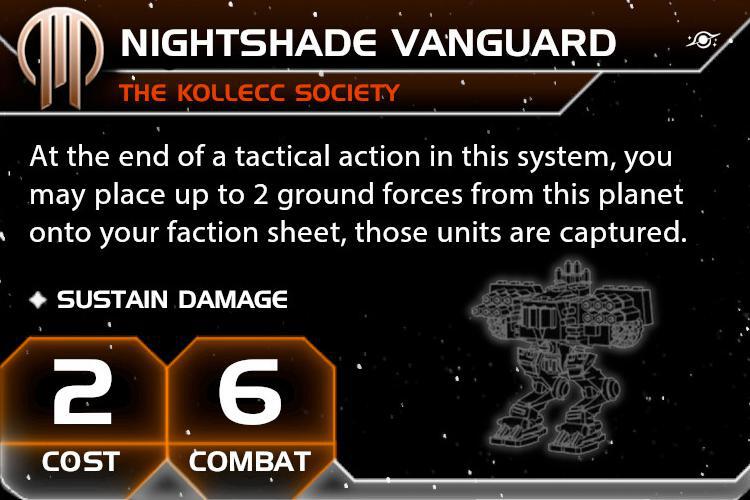 NIGHTSHADE VANGUARD
THE KOLLECC SOCIETY
At the end of a tactical action in this system, you
may place up to 2 ground forces from this planet
onto your faction sheet, those units are captured.
SUSTAIN DAMAGE
2 6
COST COMBAT